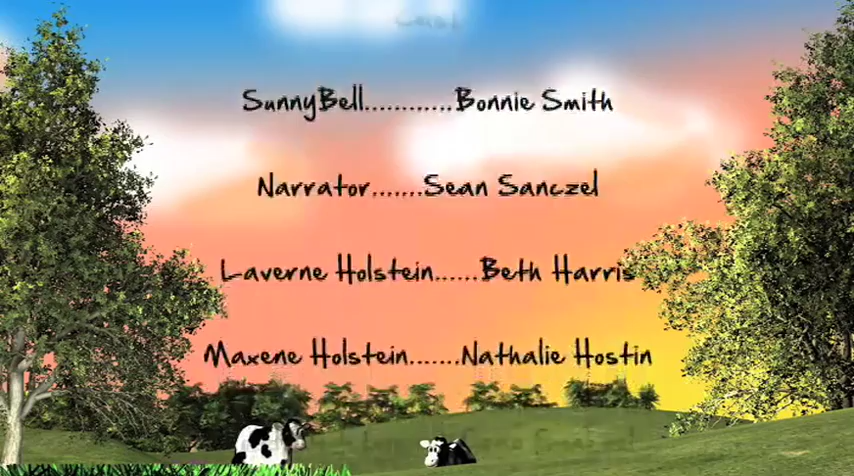 SunnyBell............Bonnie Smith
Narrator.......Sean Sanczel
Laverne Holstein......Beth Harris
Maxene Holstein.......Nathalie Hostin